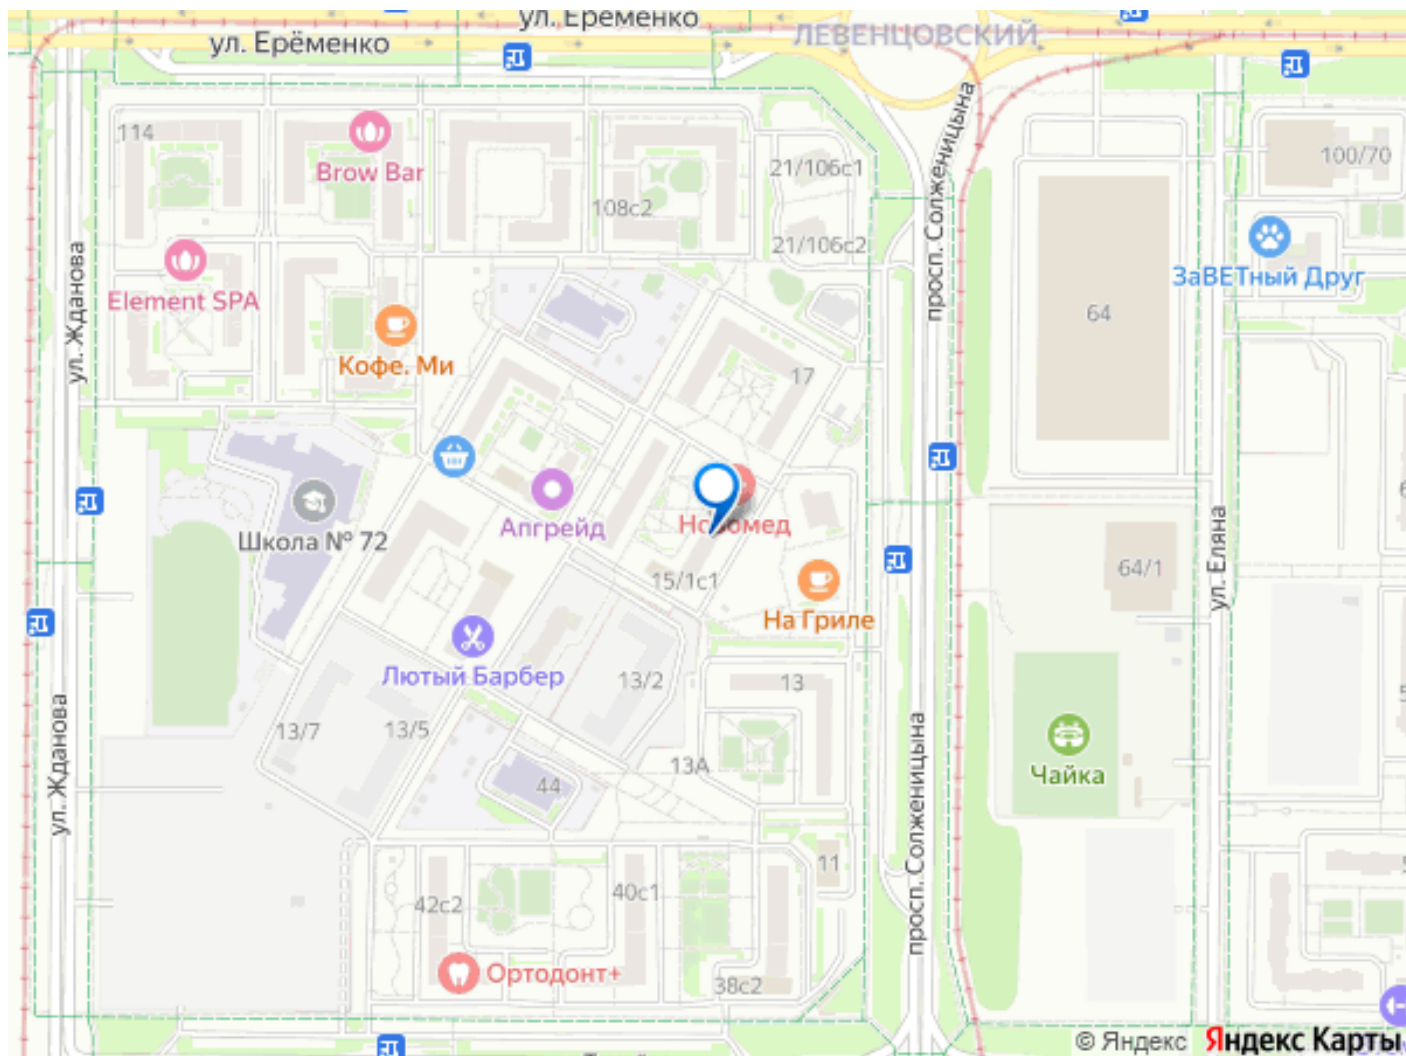 ул. Еременко
ул. Ерёменко
ЛЕВЕНЦОВСКИЙ
114
Brow Bar
108с2
21/106с1
21/106с2
просп. Солженицына
100/70
ЗаВЕТный Друг
ул. Жданова
Element SPA
Кофе. Ми
64
17
Школа № 72
Апгрейд
Новомед
15/1с1
На Гриле
64/1
ул. Еляна
Лютый Барбер
13/2
13
13/7
13/5
13А
44
Чайка
ул. Жданова
просп. Солженицына
11
42с2
40с1
Ортодонт+
38с2
© Яндекс
Яндекс Карты